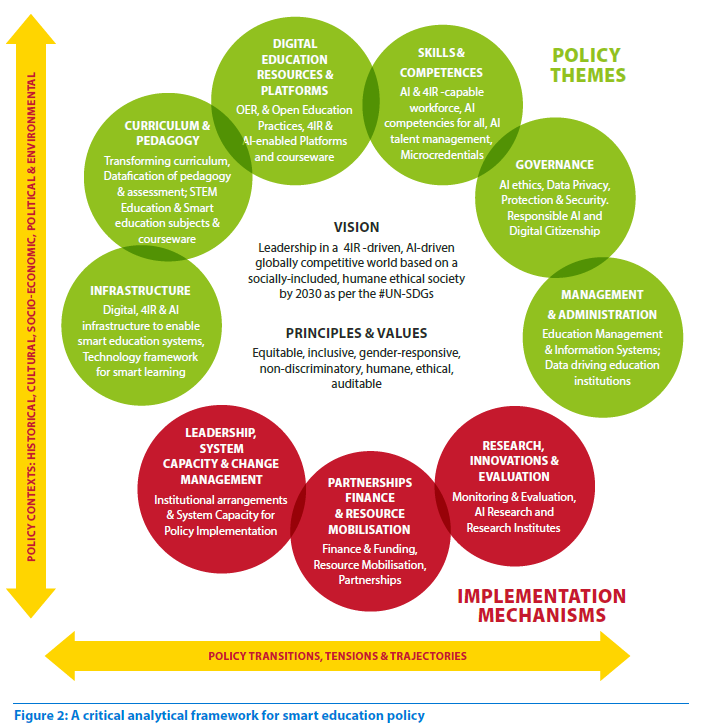 POLICY
THEMES
DIGITAL
EDUCATION
RESOURCES &
PLATFORMS
OER, & Open Education
Practices, 4IR &
AI-enabled Platforms
and courseware
SKILLS &
COMPETENCES
AI & 4IR -capable
workforce, AI
competencies for all, AI
talent management,
Microcredentials
CURRICULUM &
PEDAGOGY
Transforming curriculum,
Datafication of pedagogy
& assessment; STEM
Education & Smart
education subjects &
courseware
GOVERNANCE
AI ethics, Data Privacy,
Protection & Security.
Responsible AI and
Digital Citizenship
VISION
Leadership in a 4IR -driven, AI-driven
globally competitive world based on a
socially-included, humane ethical society
by 2030 as per the #UN-SDGs
INFRASTRUCTURE
Digital, 4IR & AI
infrastructure to enable
smart education systems,
Technology framework
for smart learning
MANAGEMENT
& ADMINISTRATION
Education Management
& Information Systems;
Data driving education
institutions
PRINCIPLES & VALUES
Equitable, inclusive, gender-responsive,
non-discriminatory, humane, ethical,
auditable
LEADERSHIP,
SYSTEM
CAPACITY & CHANGE
MANAGEMENT
Institutional arrangements
& System Capacity for
Policy Implementation
PARTNERSHIPS
FINANCE
& RESOURCE
MOBILISATION
Finance & Funding,
Resource Mobilisation,
Partnerships
RESEARCH,
INNOVATIONS &
EVALUATION
Monitoring & Evaluation,
AI Research and
Research Institutes
IMPLEMENTATION
MECHANISMS
POLICY CONTEXTS: HISTORICAL, CULTURAL, SOCIO-ECONOMIC, POLITICAL & ENVIRONMENTAL
POLICY TRANSITIONS, TENSIONS & TRAJECTORIES
Figure 2: A critical analytical framework for smart education policy